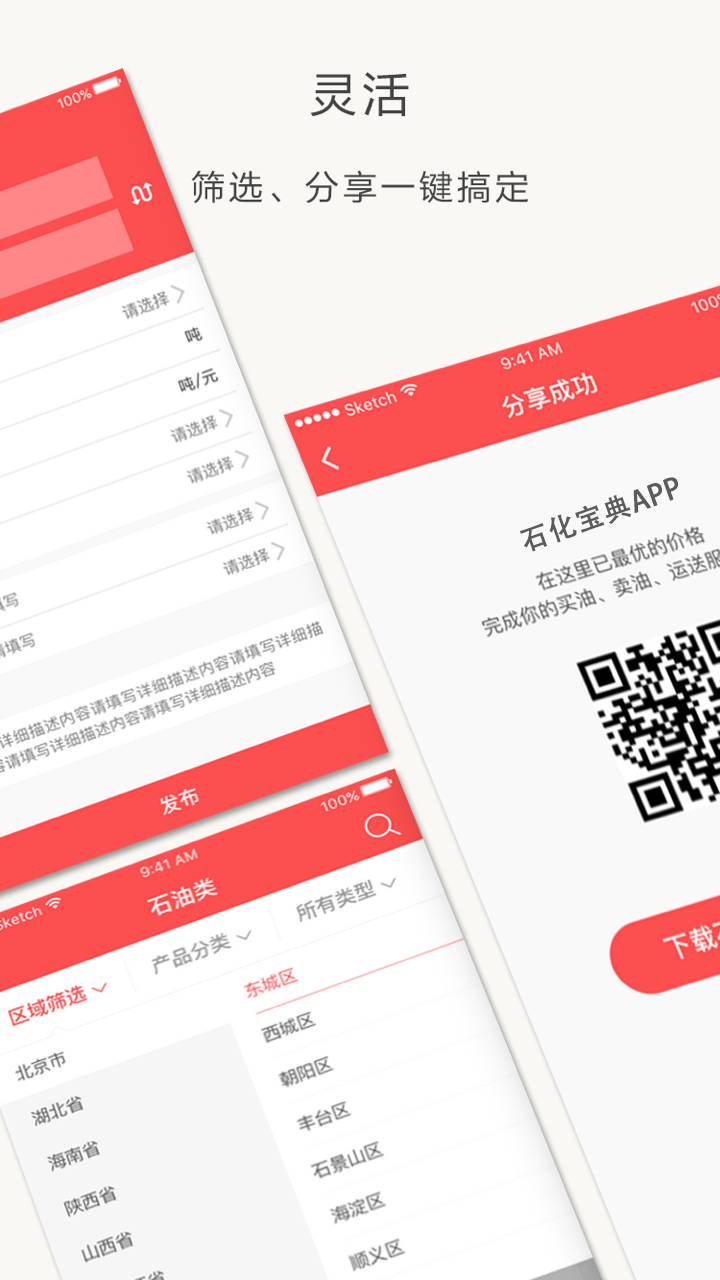 灵活
筛选、分享一键搞定
100%
请选择
吨
吨/元
请选择
请选择
请选择
请选择
填写
请填写
详细描述内容请填写详细描述内容请填写详细描
容请填写详细描述内容请填写详细描述内容
发布
Sketch
9:41 AM
100%
分享成功
石化宝典APP
在这里已最优的价格
完成你的买油、卖油、运送服
下载
Sketch
9:41 AM
100%
石油类
区域筛选
产品分类
所有类型
北京市
湖北省
海南省
陕西省
山西省
东城区
西城区
朝阳区
丰台区
石景山区
海淀区
顺义区